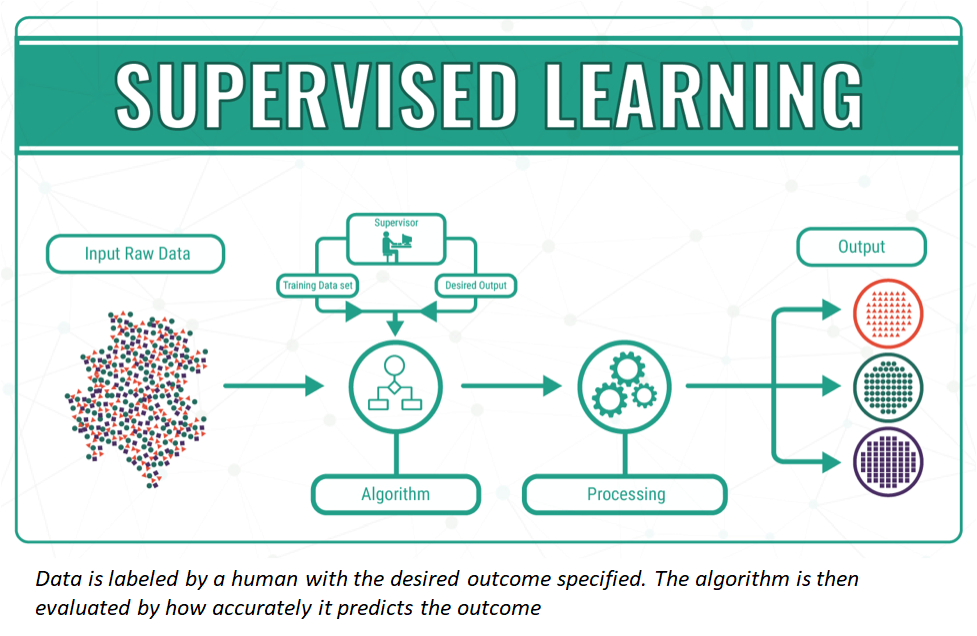 SUPERVISED LEARNING
Supervisor
Input Raw Data
Output
Training Data set
Desired Output
Algorithm
Processing
Data is labeled by a human with the desired outcome specified. The algorithm is then
evaluated by how accurately it predicts the outcome